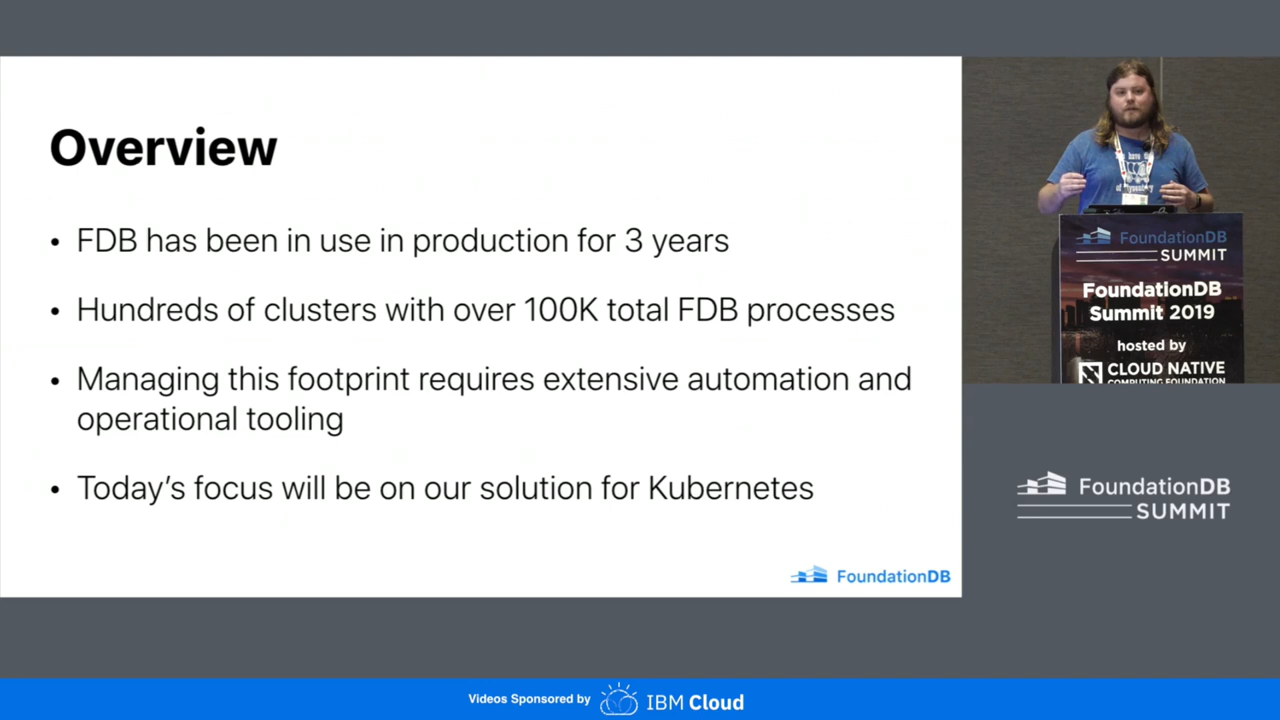 Overview
• FDB has been in use in production for 3 years
• Hundreds of clusters with over 100K total FDB processes
• Managing this footprint requires extensive automation and
operational tooling
• Today's focus will be on our solution for Kubernetes
FoundationDB
FoundationDB
SUMMIT
FoundationDB
Summit 2019
hosted by
CLOUD NATIVE
COMPUTING FOUNDATION
FoundationDB
SUMMIT
Videos Sponsored by IBM Cloud